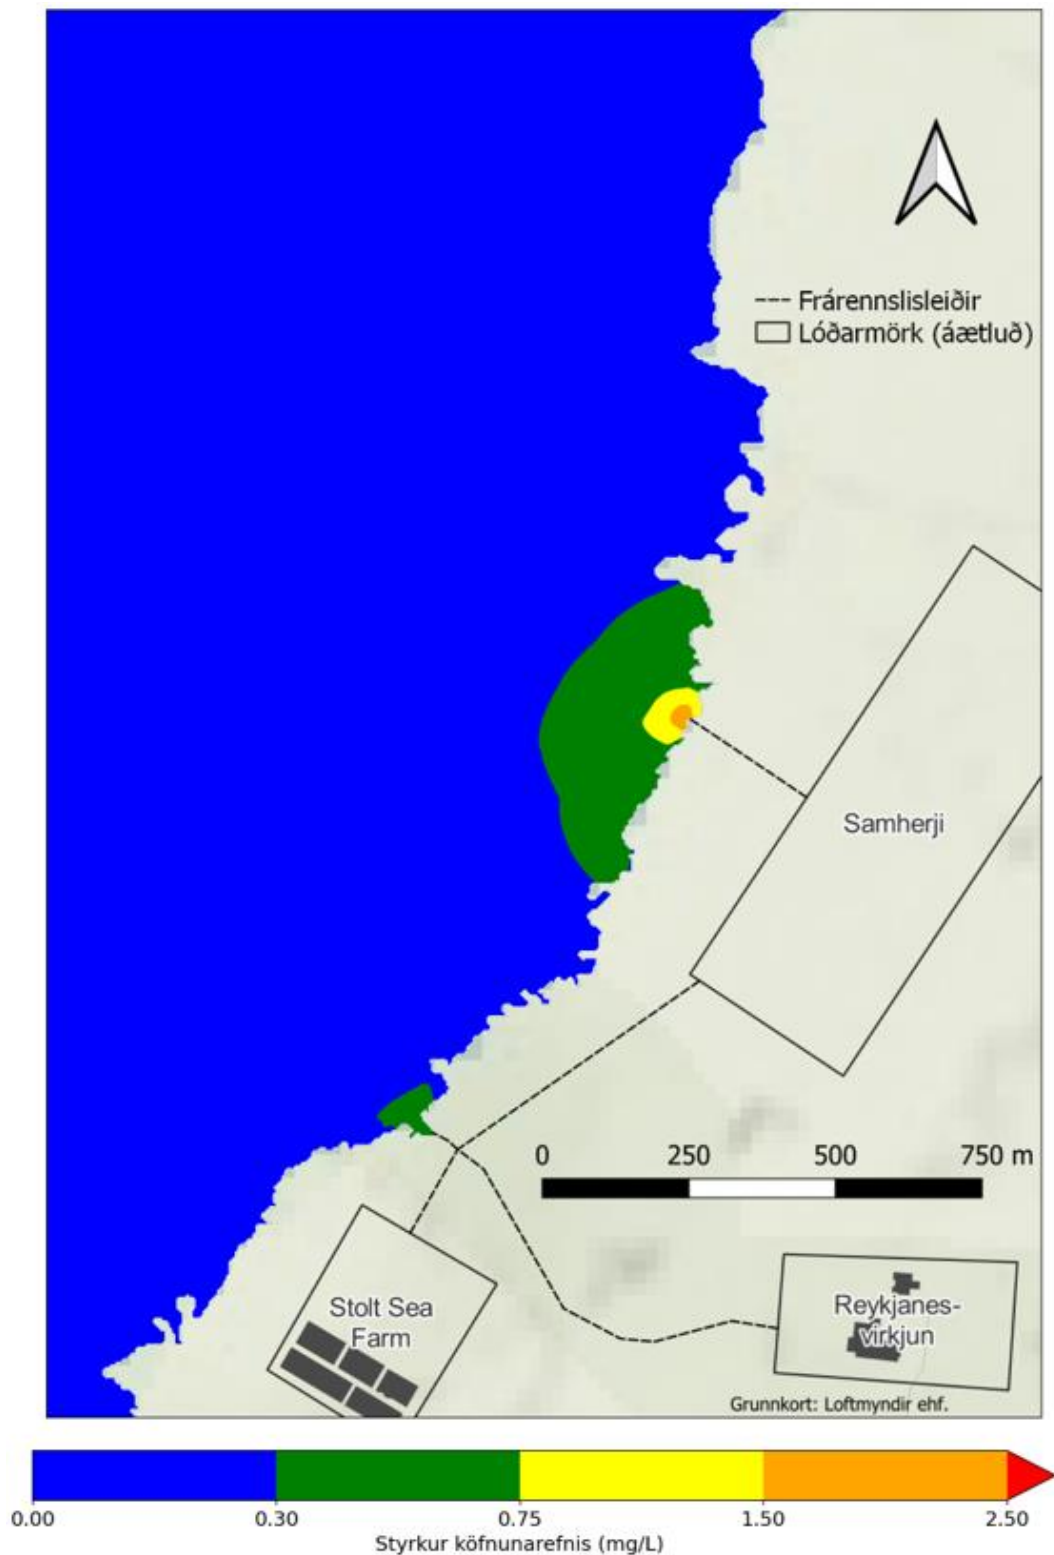 Frárennslisleiðir
Lóðarmörk (áætluð)
Samherji
0 250 500 750 m
Stolt Sea
Farm
Reykjanes-
virkjun
Grunnkort: Loftmyndir ehf.
0.00 0.30 0.75 1.50 2.50
Styrkur köfnunarefnis (mg/L)